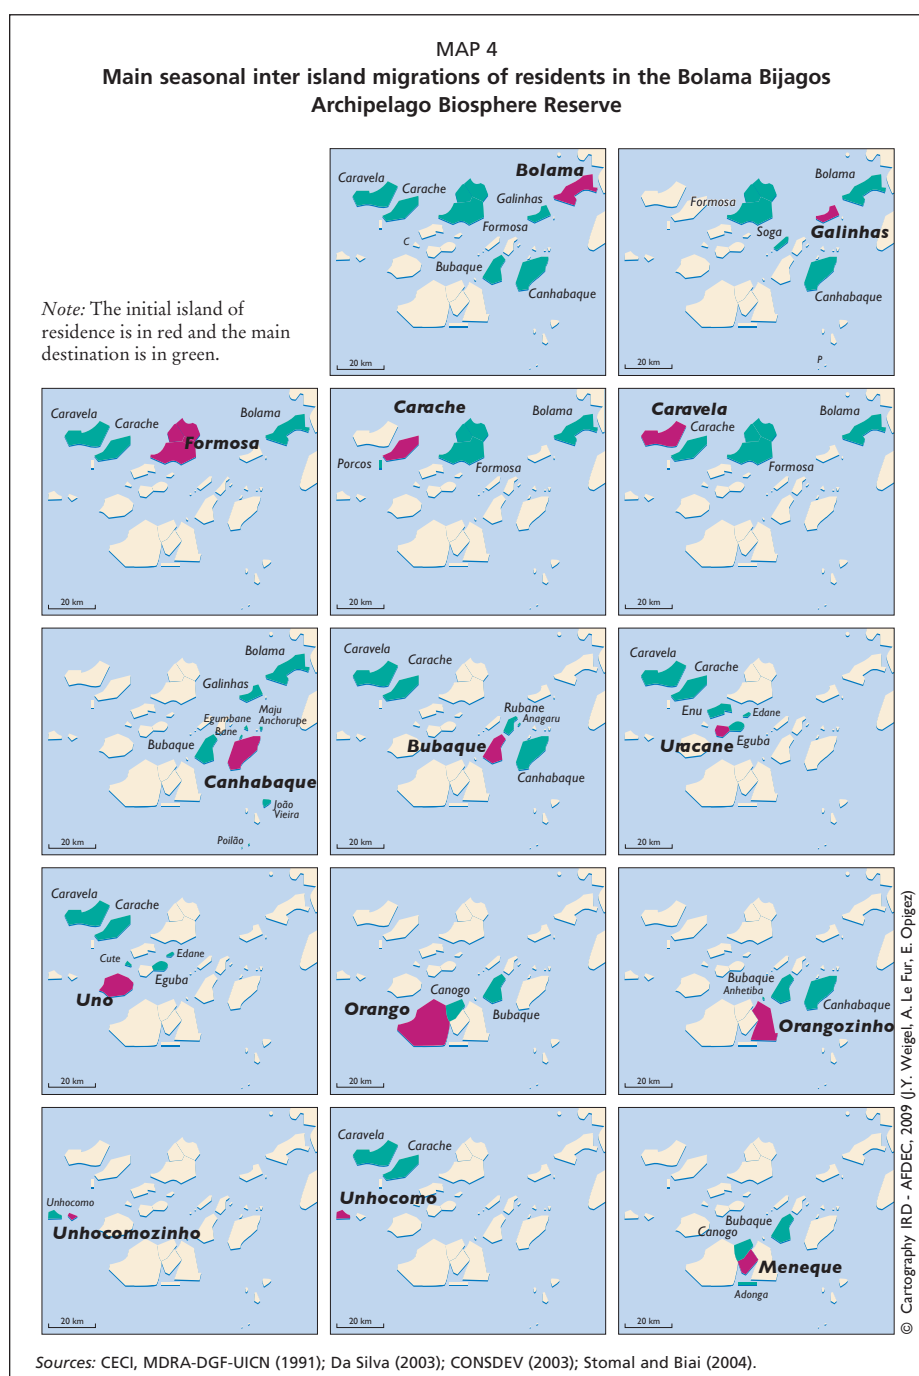 MAP 4
Main seasonal inter island migrations of residents in the Bolama Bijagos
Archipelago Biosphere Reserve
Note: The initial island of
residence is in red and the main
destination is in green.
Bolama
Caravela
Carache
Galinhas
Formosa
C
Bubaque
Canhabaque
20 km
Bolama
Formosa
Soga
Galinhas
Canhabaque
P
20 km
Caravela
Carache
Bolama
Formosa
20 km
Carache
Bolama
Porcos
Formosa
20 km
Caravela
Carache
Bolama
Formosa
20 km
Bolama
Galinhas
Maju
Anchorupe
Egumbane
Bane
Bubaque
Canhabaque
João
Vieira
Poilão
20 km
Caravela
Carache
Rubane
Anagaru
Bubaque
Canhabaque
20 km
Caravela
Carache
Enu
Edane
Uracane
Eguba
20 km
Caravela
Carache
Cute
Edane
Eguba
Uno
20 km
Canogo
Orango
Bubaque
20 km
Bubaque
Anhetiba
Canhabaque
Orangozinho
20 km
Unhocomo
Unhocomozinho
20 km
Caravela
Carache
Unhocomo
20 km
Bubaque
Canogo
Meneque
Adonga
20 km
© Cartography IRD - AFDEC, 2009 (J.Y. Weigel, A. Le Fur, E. Opigez)
Sources: CECI, MDRA-DGF-UICN (1991); Da Silva (2003); CONSDEV (2003); Stomal and Biai (2004).